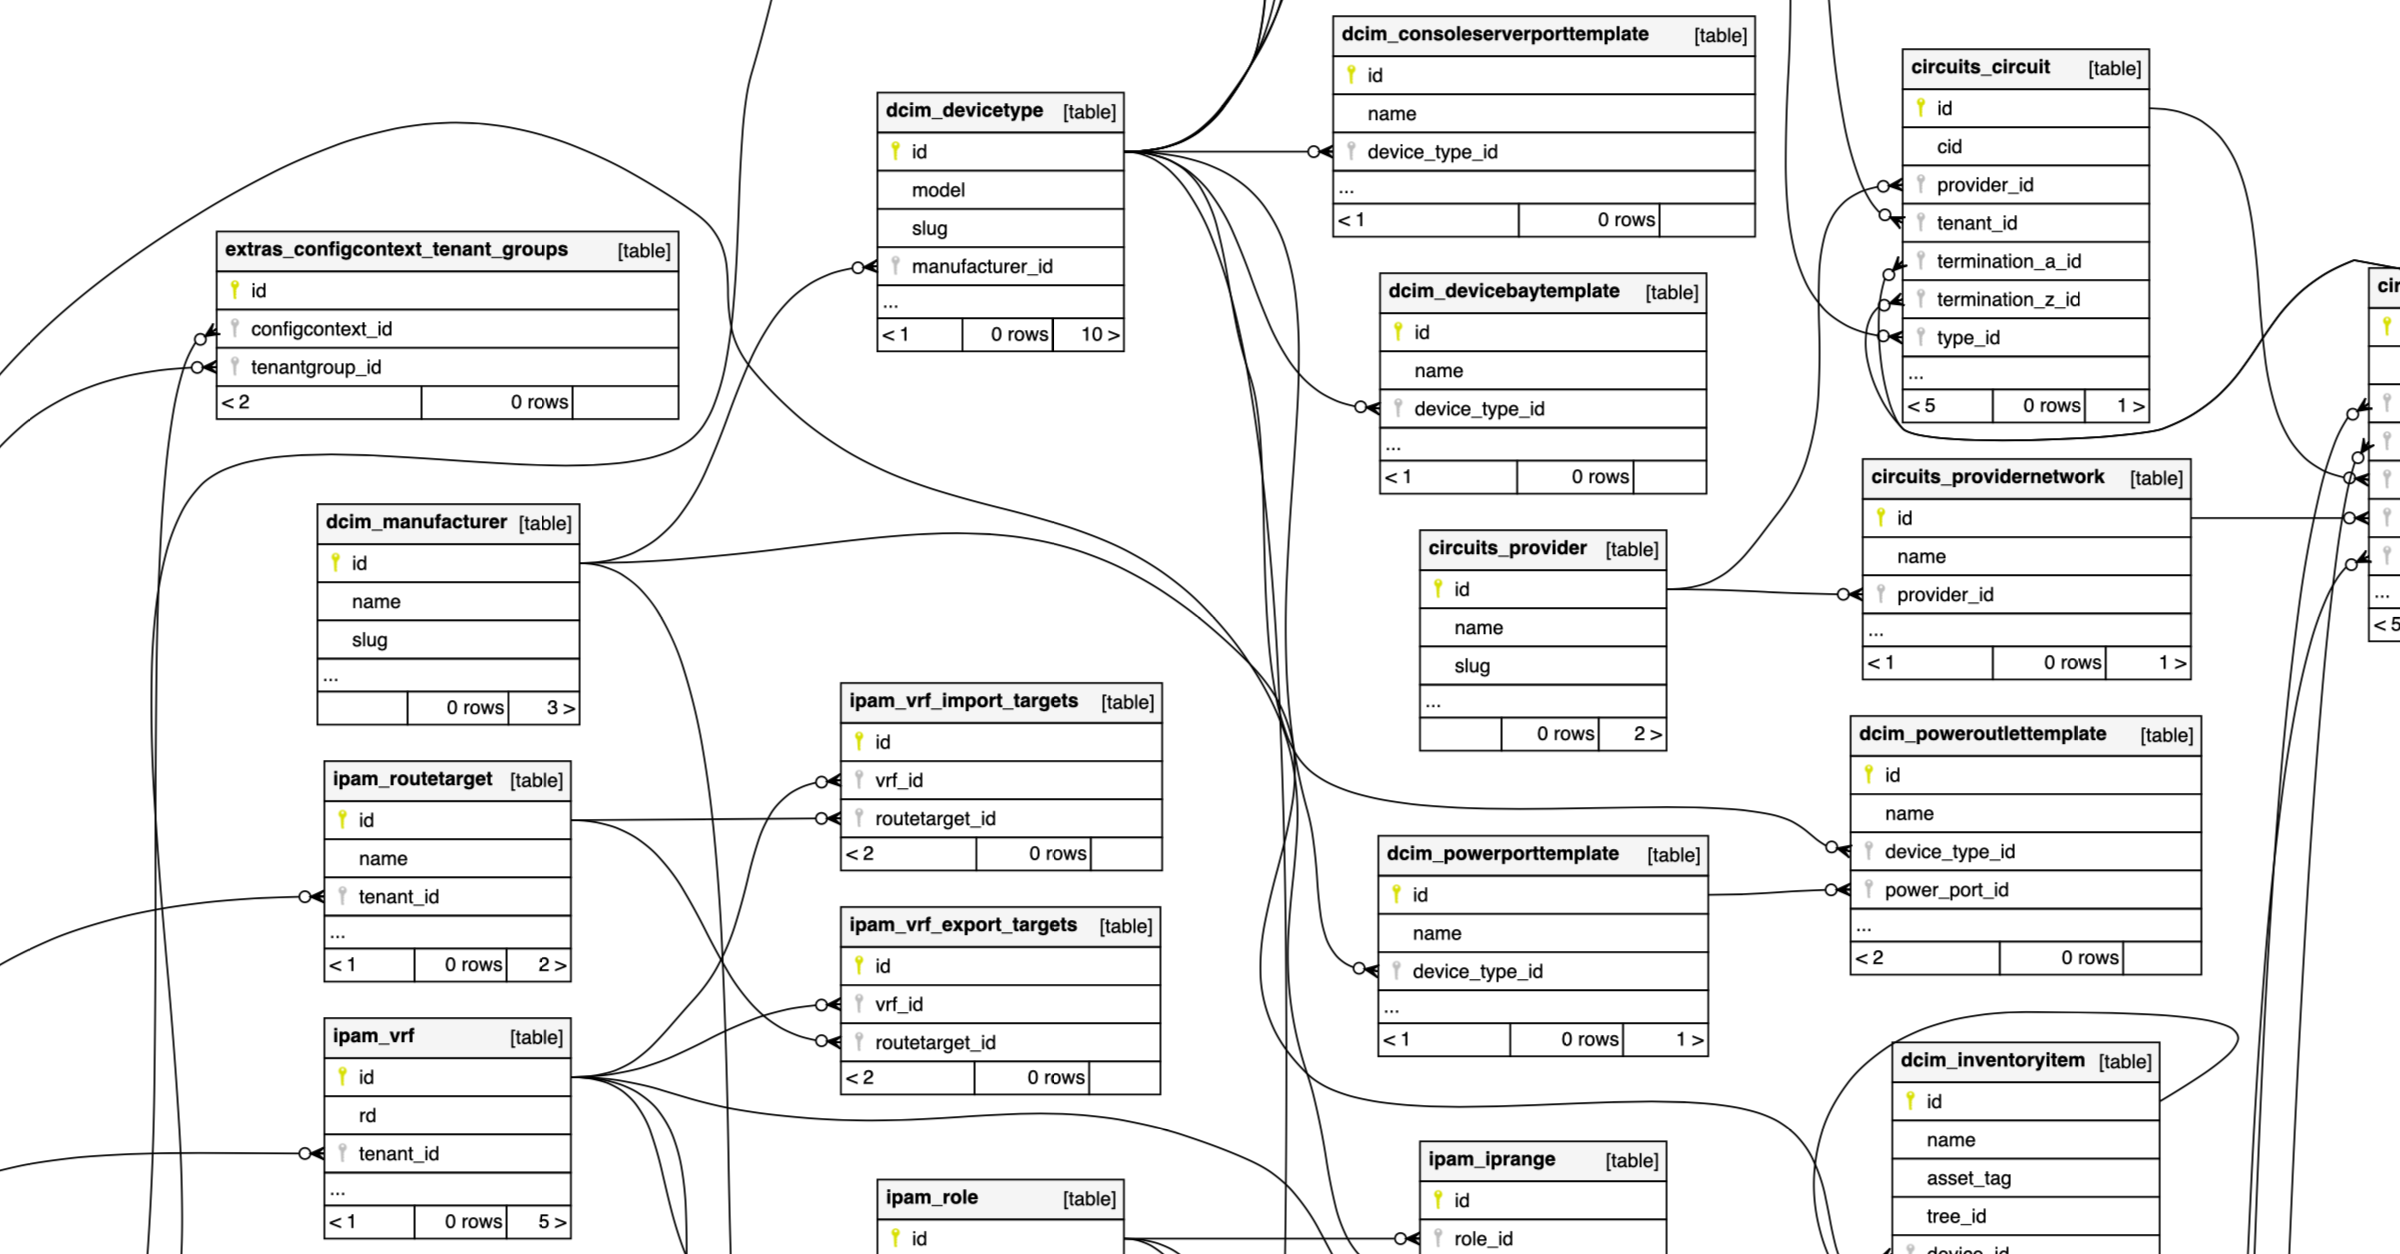 dcim_consoleserverporttemplate [table]
id
name
device_type_id
...
< 1 0 rows
circuits_circuit [table]
id
cid
provider_id
tenant_id
termination_a_id
termination_z_id
type_id
...
< 5 0 rows 1 >
dcim_devicetype [table]
id
model
slug
manufacturer_id
...
< 1 0 rows 10 >
extras_configcontext_tenant_groups [table]
id
configcontext_id
tenantgroup_id
< 2 0 rows
dcim_devicebaytemplate [table]
id
name
device_type_id
...
< 1 0 rows
cir
...
< 5
circuits_providernetwork [table]
id
name
provider_id
...
< 1 0 rows 1 >
dcim_manufacturer [table]
id
name
slug
...
0 rows 3 >
circuits_provider [table]
id
name
slug
...
0 rows 2 >
ipam_vrf_import_targets [table]
id
vrf_id
routetarget_id
< 2 0 rows
dcim_poweroutlettemplate [table]
id
name
device_type_id
power_port_id
...
< 2 0 rows
ipam_routetarget [table]
id
name
tenant_id
...
< 1 0 rows 2 >
dcim_powerporttemplate [table]
id
name
device_type_id
...
< 1 0 rows 1 >
ipam_vrf_export_targets [table]
id
vrf_id
routetarget_id
< 2 0 rows
ipam_vrf [table]
id
rd
tenant_id
...
< 1 0 rows 5 >
dcim_inventoryitem [table]
id
name
asset_tag
tree_id
device_id
ipam_iprange [table]
id
role_id
ipam_role [table]
id